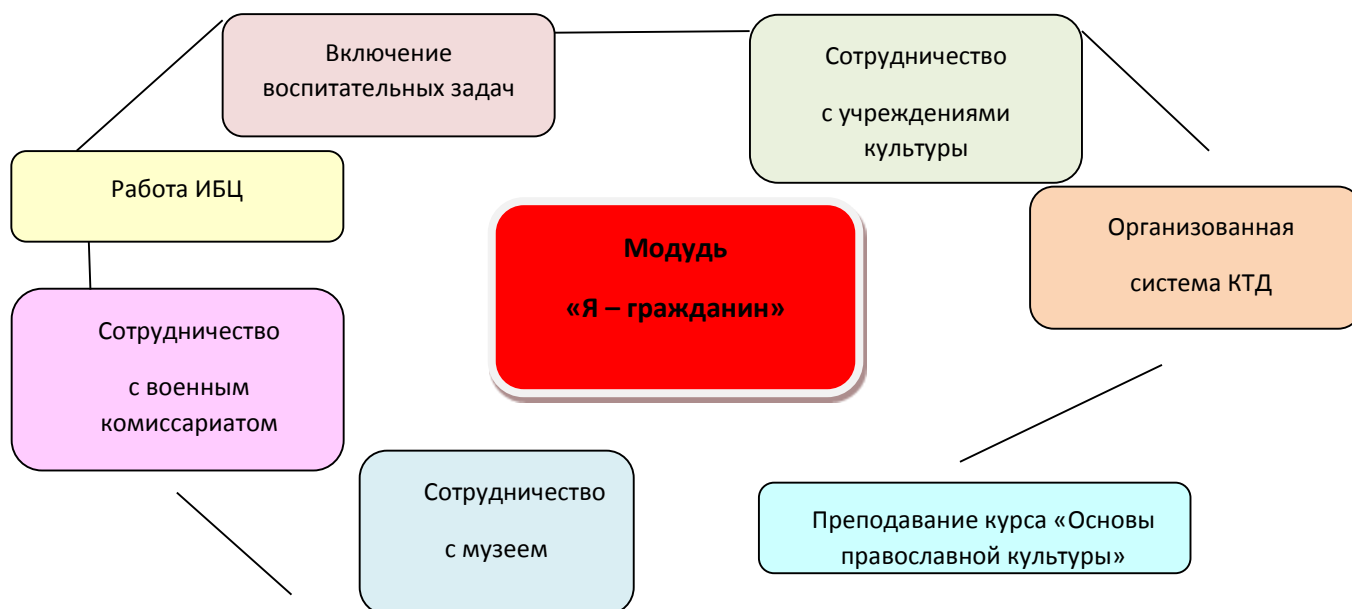 Включение
воспитательных задач
Сотрудничество
с учреждениями
культуры
Работа ИБЦ
Модудь
«Я – гражданин»
Организованная
система КТД
Сотрудничество
с военным
комиссариатом
Сотрудничество
с музеем
Преподавание курса «Основы
православной культуры»